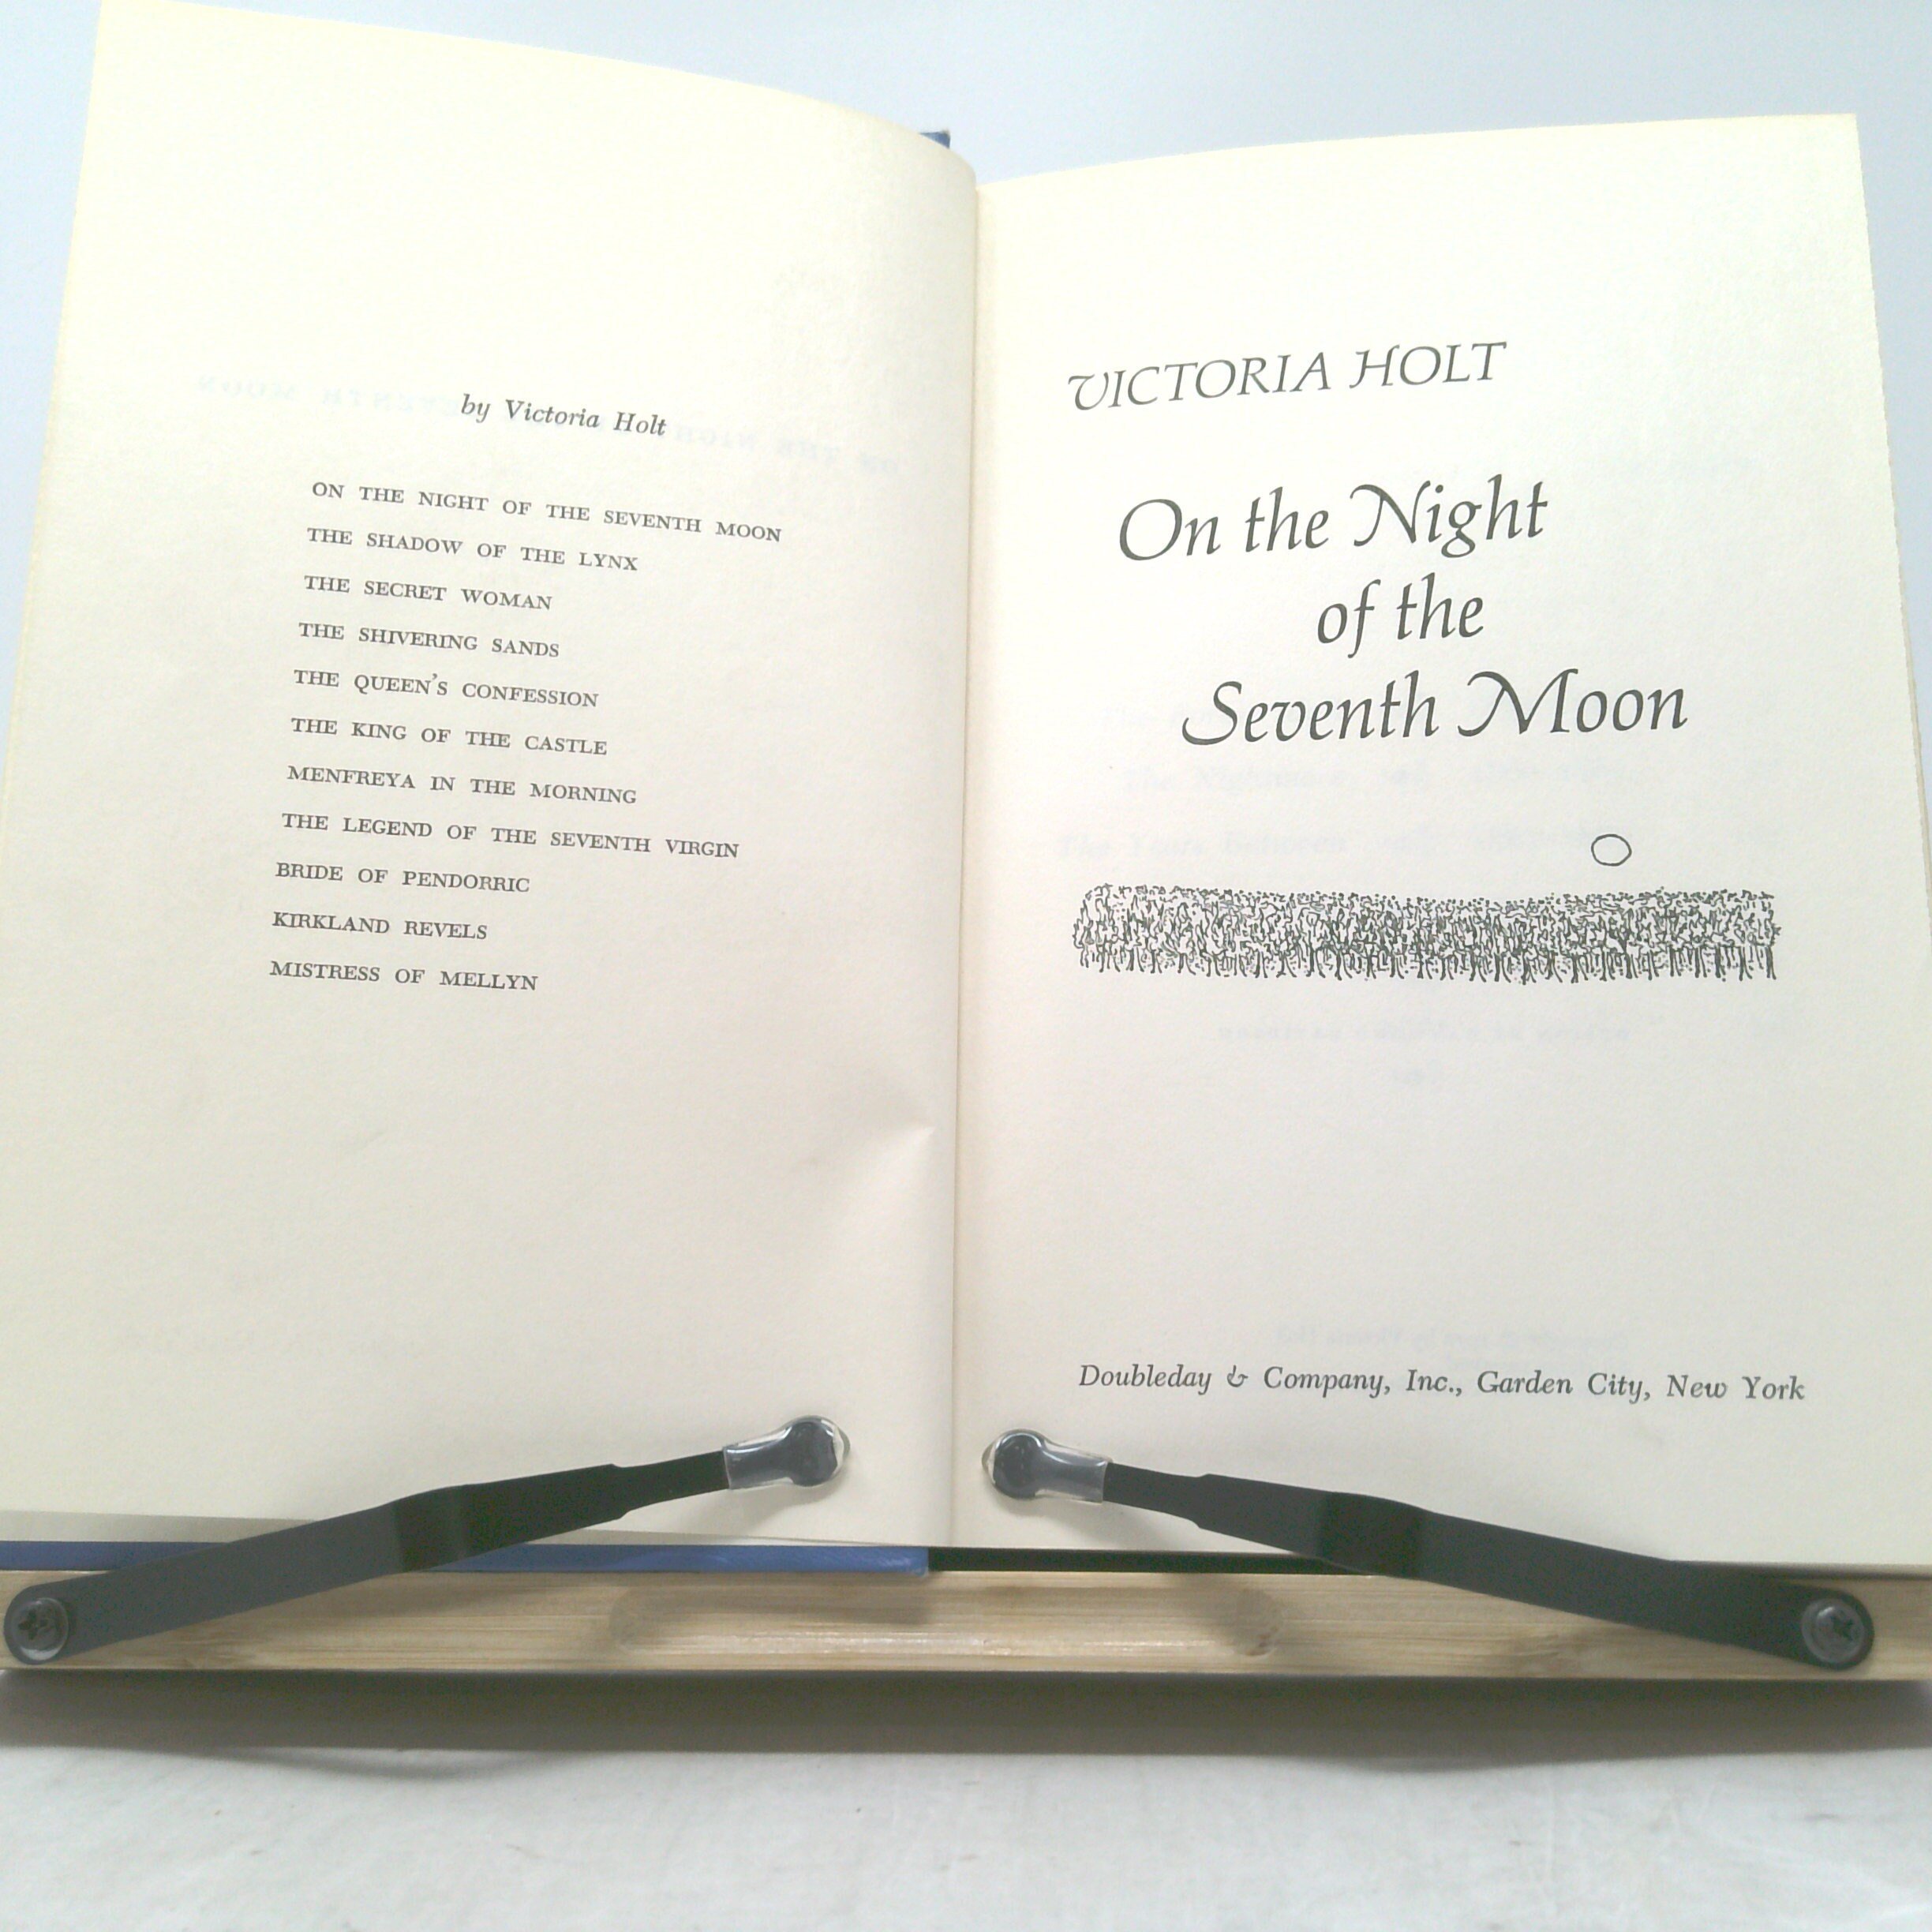 by Victoria Holt
ON THE NIGHT OF THE SEVENTH MOON
THE SHADOW OF THE LYNX
THE SECRET WOMAN
THE SHIVERING SANDS
THE QUEEN'S CONFESSION
THE KING OF THE CASTLE
MENFREYA IN THE MORNING
THE LEGEND OF THE SEVENTH VIRGIN
BRIDE OF PENDORRIC
KIRKLAND REVELS
MISTRESS OF MELLYN
VICTORIA HOLT
On the Night
of the
Seventh Moon
Doubleday & Company, Inc., Garden City, New York